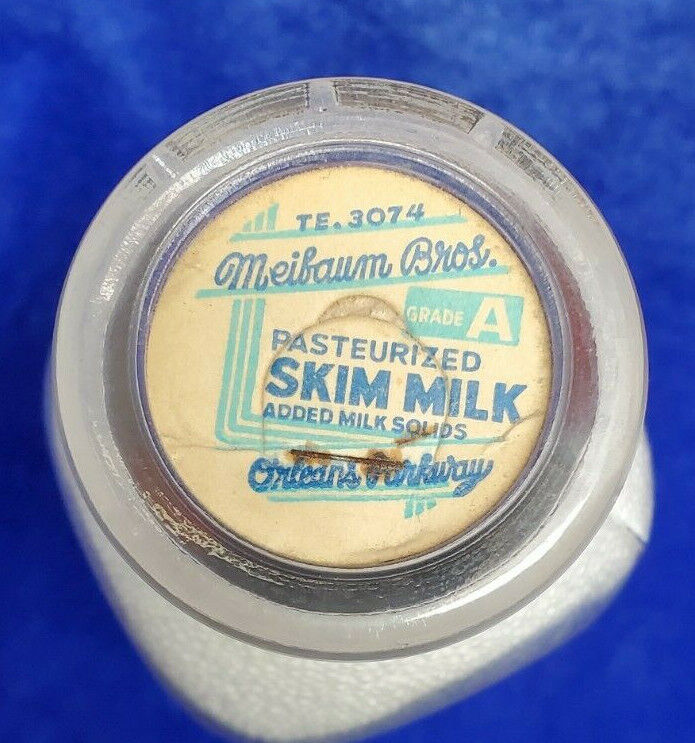 TE. 3074
Meibaum Bros.
GRADE A
PASTEURIZED
SKIM MILK
ADDED MILK SOLIDS
Orleans Parkway